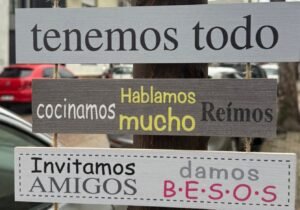 tenemos todo
cocinamos Hablamos mucho Reímos
Invitamos AMIGOS
damos B·E·S·O·S